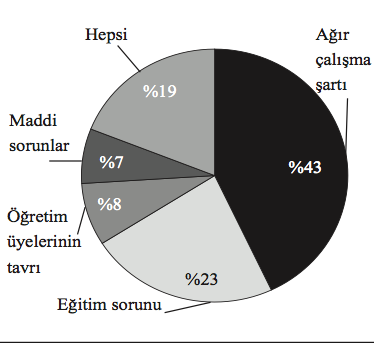 Hepsi
Ağır
çalışma
şartı
%19
Maddi
sorunlar
%7
%43
%8
Öğretim
üyelerinin
tavrı
%23
Eğitim sorunu